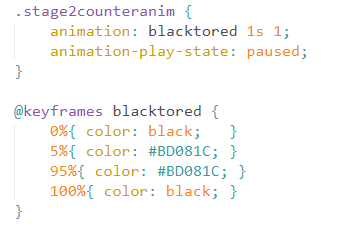 .stage2counteranim {
    animation: blacktored 1s 1;
    animation-play-state: paused;
}

@keyframes blacktored {
    0%{ color: black;   }
    5%{ color: #BD081C; }
    95%{ color: #BD081C; }
    100%{ color: black; }
}